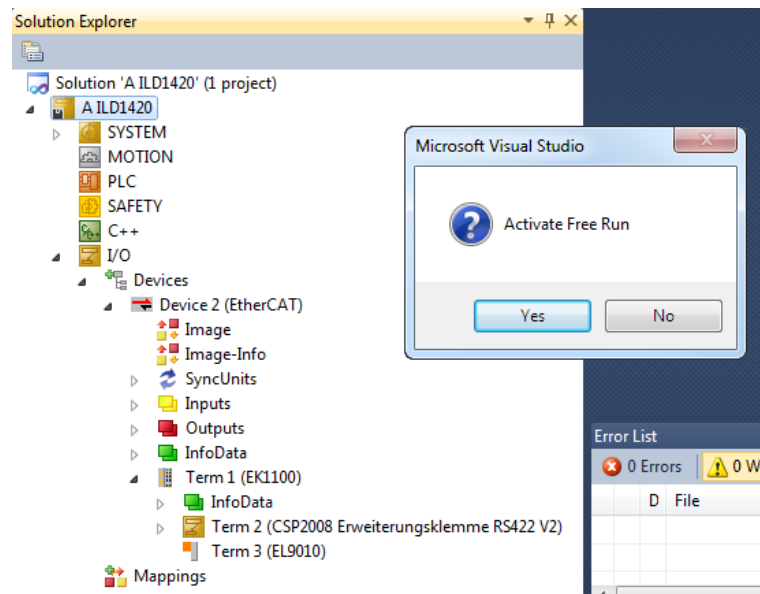 Solution Explorer
Solution 'A ILD1420' (1 project)
A ILD1420
SYSTEM
MOTION
PLC
SAFETY
C++
I/O
Devices
Device 2 (EtherCAT)
Image
Image-Info
SyncUnits
Inputs
Outputs
InfoData
Term 1 (EK1100)
InfoData
Term 2 (CSP2008 Erweiterungsklemme RS422 V2)
Term 3 (EL9010)
Mappings
Microsoft Visual Studio
Activate Free Run
Yes No
Error List
0 Errors 0 W
D File